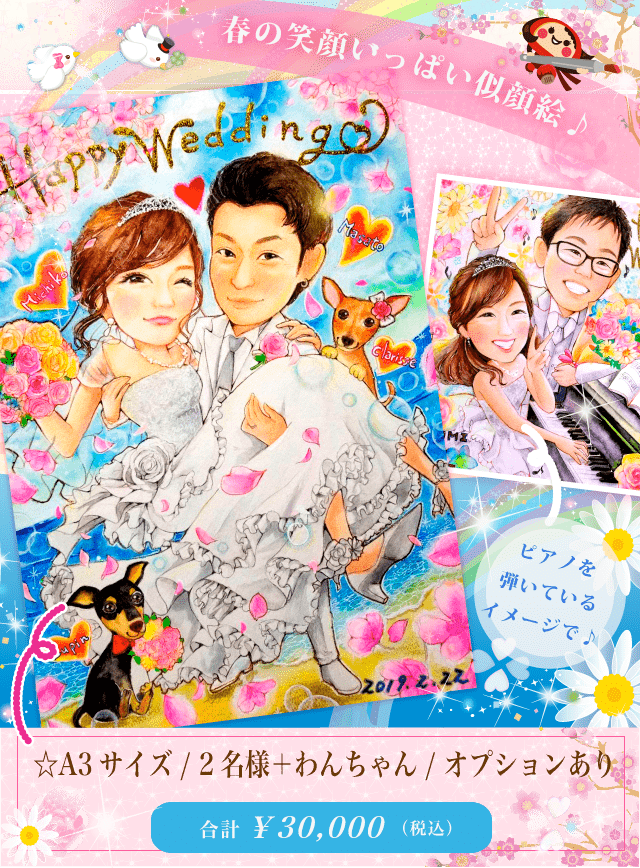 春の笑顔いっぱい似顔絵♪
Happy Wedding
Masato
Michiko
clarisse
Lupin
2019.2.22
ピアノを
弾いている
イメージで♪
☆A3サイズ / 2名様＋わんちゃん / オプションあり
合計 ¥30,000 （税込）